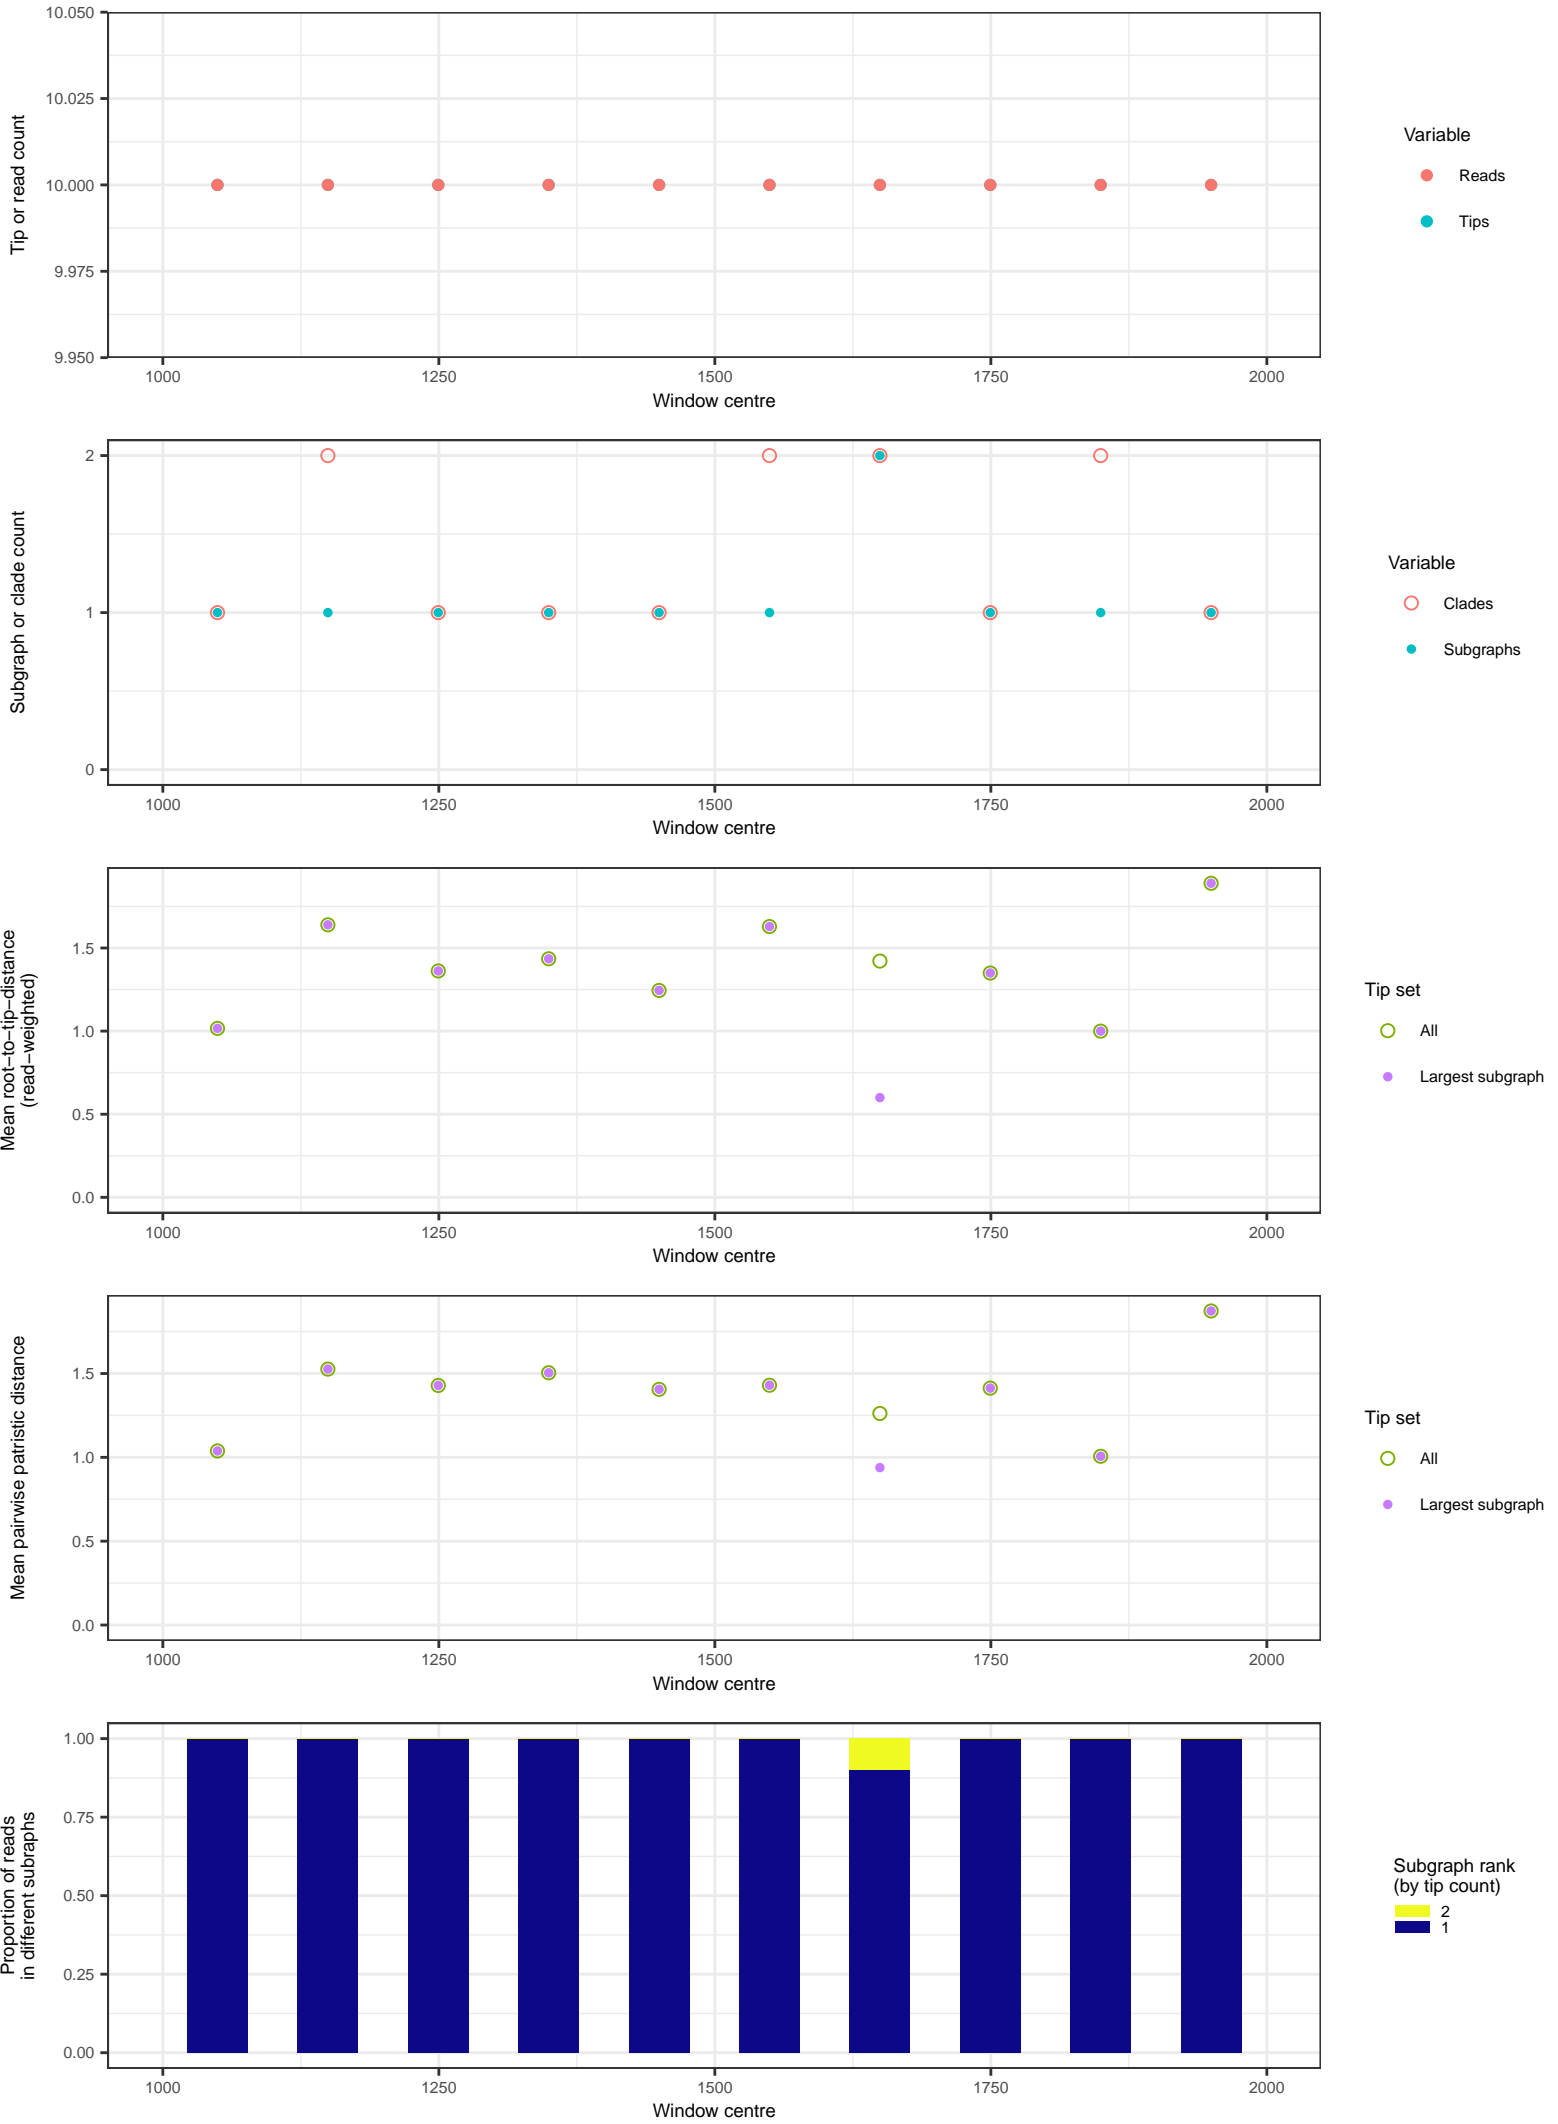 10.050
10.025
10.000
9.975
9.950
Tip or read count
1000 1250 1500 1750 2000
Window centre
Variable
Reads
Tips
2
1
0
Subgraph or clade count
1000 1250 1500 1750 2000
Window centre
Variable
Clades
Subgraphs
1.5
1.0
0.5
0.0
Mean root−to−tip−distance
(read−weighted)
1000 1250 1500 1750 2000
Window centre
Tip set
All
Largest subgraph
1.5
1.0
0.5
0.0
Mean pairwise patristic distance
1000 1250 1500 1750 2000
Window centre
Tip set
All
Largest subgraph
1.00
0.75
0.50
0.25
0.00
Proportion of reads
in different subraphs
1000 1250 1500 1750 2000
Window centre
Subgraph rank
(by tip count)
2
1